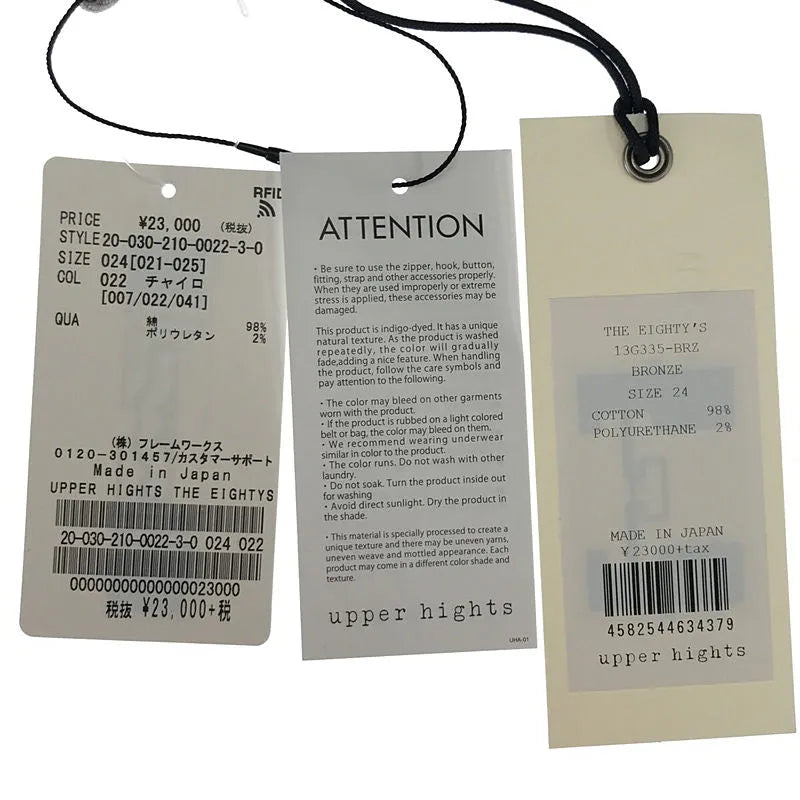 RFID
PRICE ¥23,000 (税抜)
STYLE 20-030-210-0022-3-0
SIZE 024[021-025]
COL 022 チャイロ
[007/022/041]
QUA 綿 98%
ポリウレタン 2%
(株) フレームワークス
0120-301457/カスタマーサポート
Made in Japan
UPPER HIGHTS THE EIGHTYS
20-030-210-0022-3-0 024 022
00000000000000023000
税抜 ¥23,000+税
ATTENTION
・Be sure to use the zipper, hook, button,
fitting, strap and other accessories properly.
When they are used improperly or extreme
stress is applied, these accessories may be
damaged.
This product is indigo-dyed. It has a unique
natural texture. As the product is washed
repeatedly, the color will gradually
fade,adding a nice feature. When handling
the product, follow the care symbols and
pay attention to the following.
・The color may bleed on other garments
worn with the product.
・If the product is rubbed on a light colored
belt or bag, the color may bleed on them.
・We recommend wearing underwear
similar in color to the product.
・The color runs. Do not wash with other
laundry.
・Do not soak. Turn the product inside out
for washing
・Avoid direct sunlight. Dry the product in
the shade.
・This material is specially processed to create a
unique texture and there may be uneven yarns,
uneven weave and mottled appearance. Each
product may come in a different color shade and
texture.
upper hights
UHA-01
THE EIGHTY'S
13G335-BRZ
BRONZE
SIZE 24
COTTON 98%
POLYURETHANE 2%
MADE IN JAPAN
¥23000+tax
4582544634379
upper hights